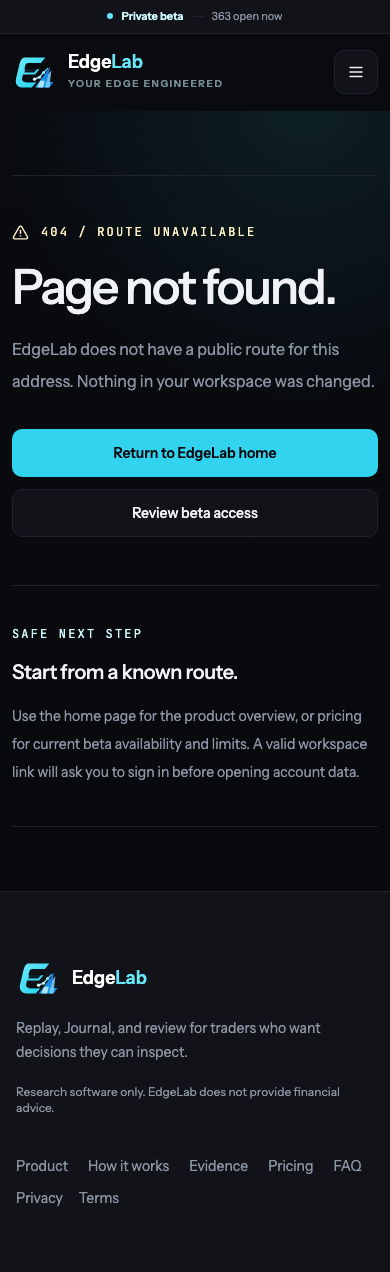 Private beta — 363 open now
EdgeLab
YOUR EDGE ENGINEERED
404 / ROUTE UNAVAILABLE
Page not found.
EdgeLab does not have a public route for this
address. Nothing in your workspace was changed.
Return to EdgeLab home
Review beta access
SAFE NEXT STEP
Start from a known route.
Use the home page for the product overview, or pricing
for current beta availability and limits. A valid workspace
link will ask you to sign in before opening account data.
EdgeLab
Replay, Journal, and review for traders who want
decisions they can inspect.
Research software only. EdgeLab does not provide financial
advice.
Product How it works Evidence Pricing FAQ
Privacy Terms